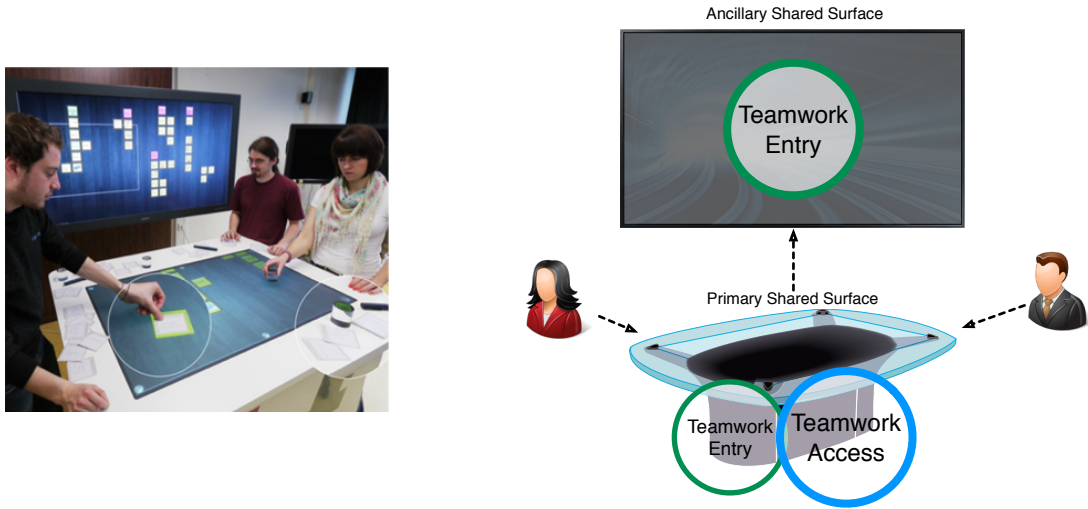 Ancillary Shared Surface
Teamwork
Entry
Primary Shared Surface
Teamwork
Entry
Teamwork
Access